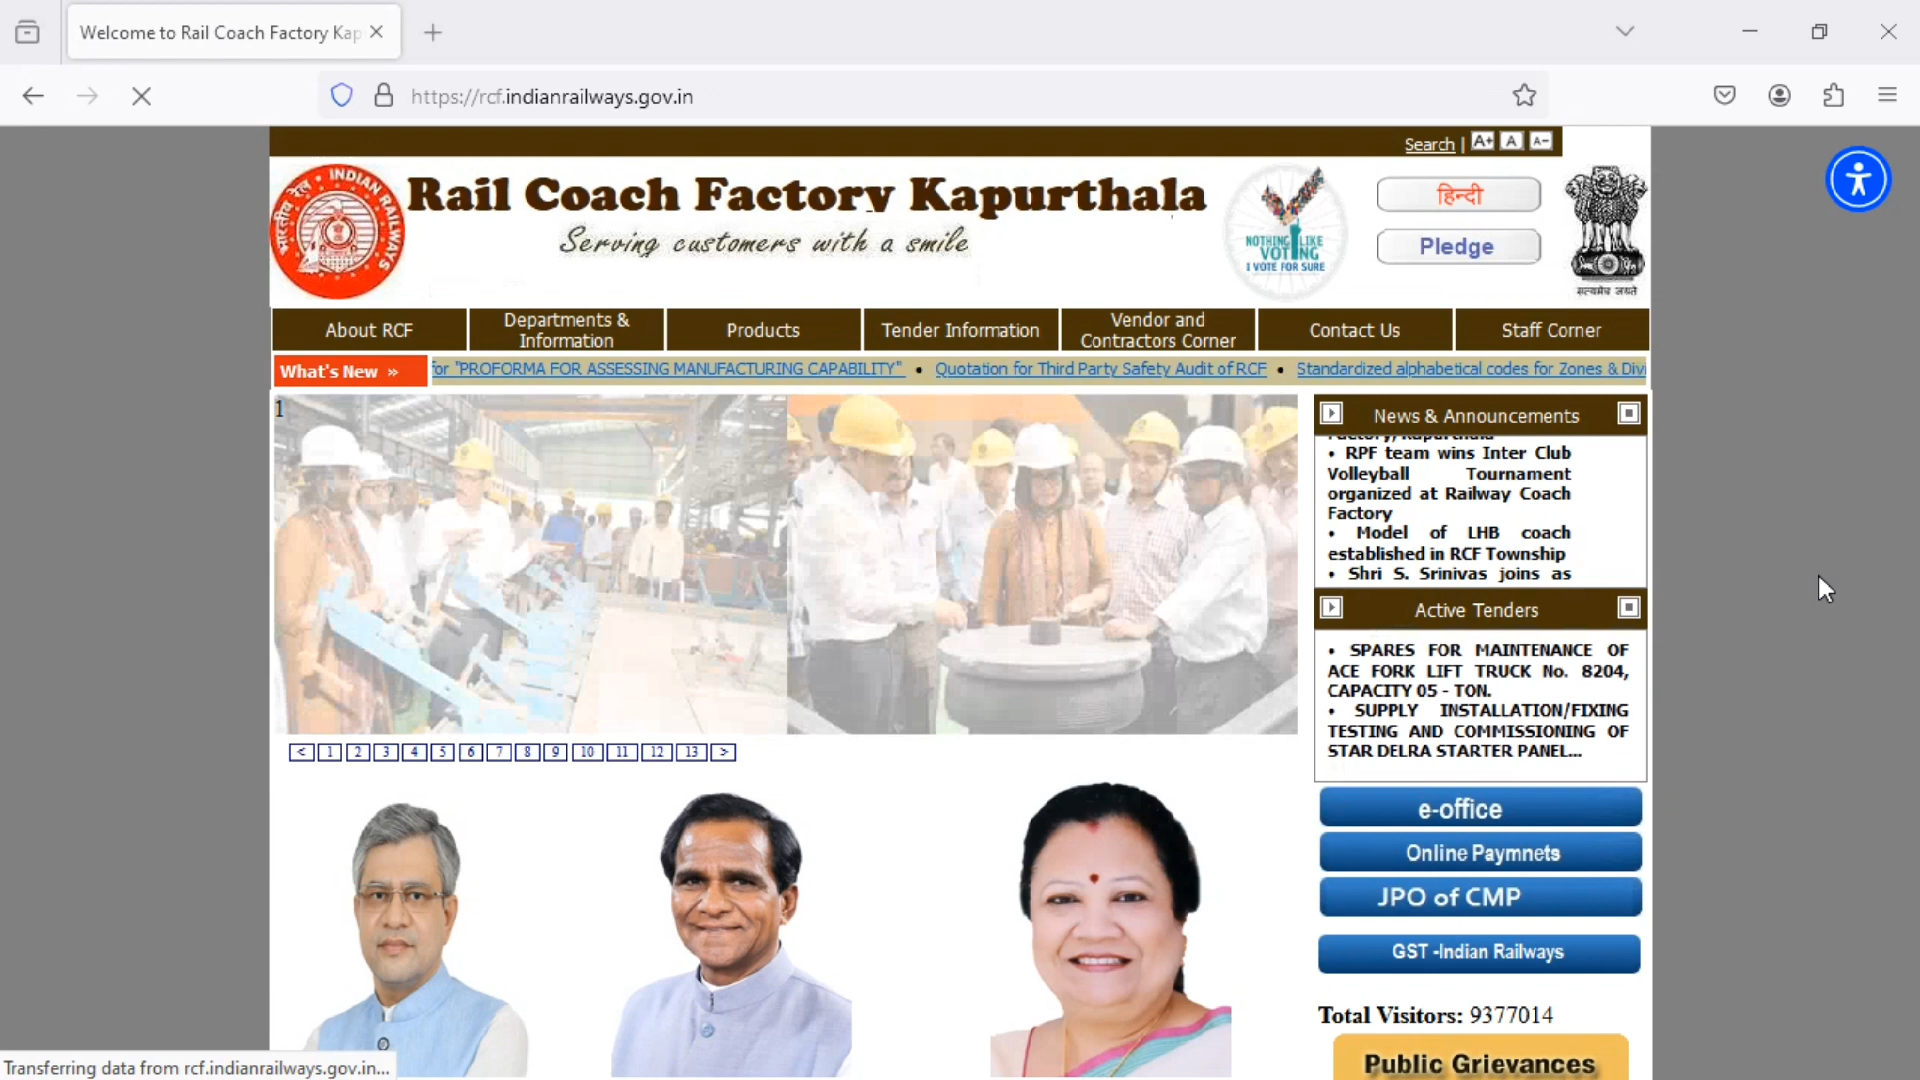 Welcome to Rail Coach Factory Kap
https://rcf.indianrailways.gov.in
Search | A+ A A-
INDIAN RAILWAYS
भारतीय रेल
Rail Coach Factory Kapurthala
Serving customers with a smile
NOTHING LIKE
VOTING
I VOTE FOR SURE
हिन्दी
Pledge
सत्यमेव जयते
About RCF
Departments &
Information
Products
Tender Information
Vendor and
Contractors Corner
Contact Us
Staff Corner
What's New »
for "PROFORMA FOR ASSESSING MANUFACTURING CAPABILITY" • Quotation for Third Party Safety Audit of RCF • Standardized alphabetical codes for Zones & Divi
1
News & Announcements
Factory, Kapurthala
• RPF team wins Inter Club
Volleyball Tournament
organized at Railway Coach
Factory
• Model of LHB coach
established in RCF Township
• Shri S. Srinivas joins as
Active Tenders
• SPARES FOR MAINTENANCE OF
ACE FORK LIFT TRUCK No. 8204,
CAPACITY 05 - TON.
• SUPPLY INSTALLATION/FIXING
TESTING AND COMMISSIONING OF
STAR DELRA STARTER PANEL...
< 1 2 3 4 5 6 7 8 9 10 11 12 13 >
e-office
Online Paymnets
JPO of CMP
GST -Indian Railways
Total Visitors: 9377014
Public Grievances
Transferring data from rcf.indianrailways.gov.in...